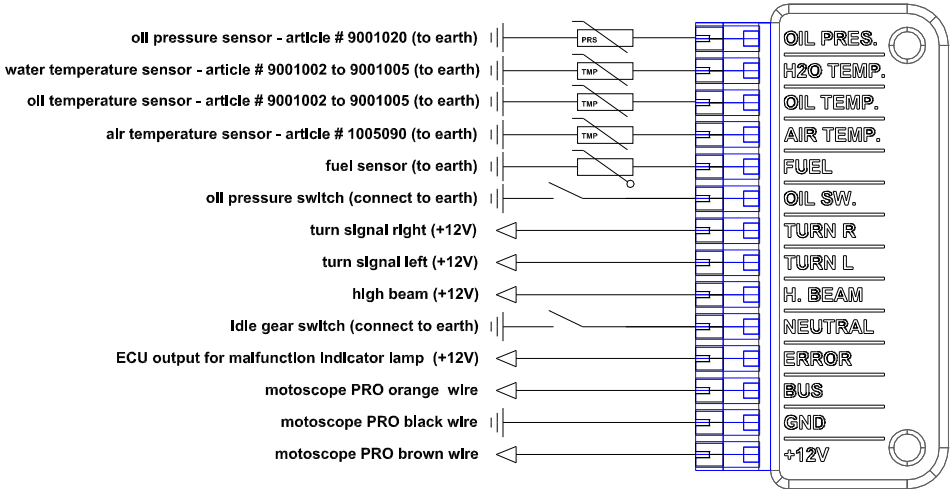 oil pressure sensor - article # 9001020 (to earth) PRS OIL PRES.
water temperature sensor - article # 9001002 to 9001005 (to earth) TMP H2O TEMP.
oil temperature sensor - article # 9001002 to 9001005 (to earth) TMP OIL TEMP.
air temperature sensor - article # 1005090 (to earth) TMP AIR TEMP.
fuel sensor (to earth) FUEL
oil pressure switch (connect to earth) OIL SW.
turn signal right (+12V) TURN R
turn signal left (+12V) TURN L
high beam (+12V) H. BEAM
Idle gear switch (connect to earth) NEUTRAL
ECU output for malfunction indicator lamp (+12V) ERROR
motoscope PRO orange wire BUS
motoscope PRO black wire GND
motoscope PRO brown wire +12V